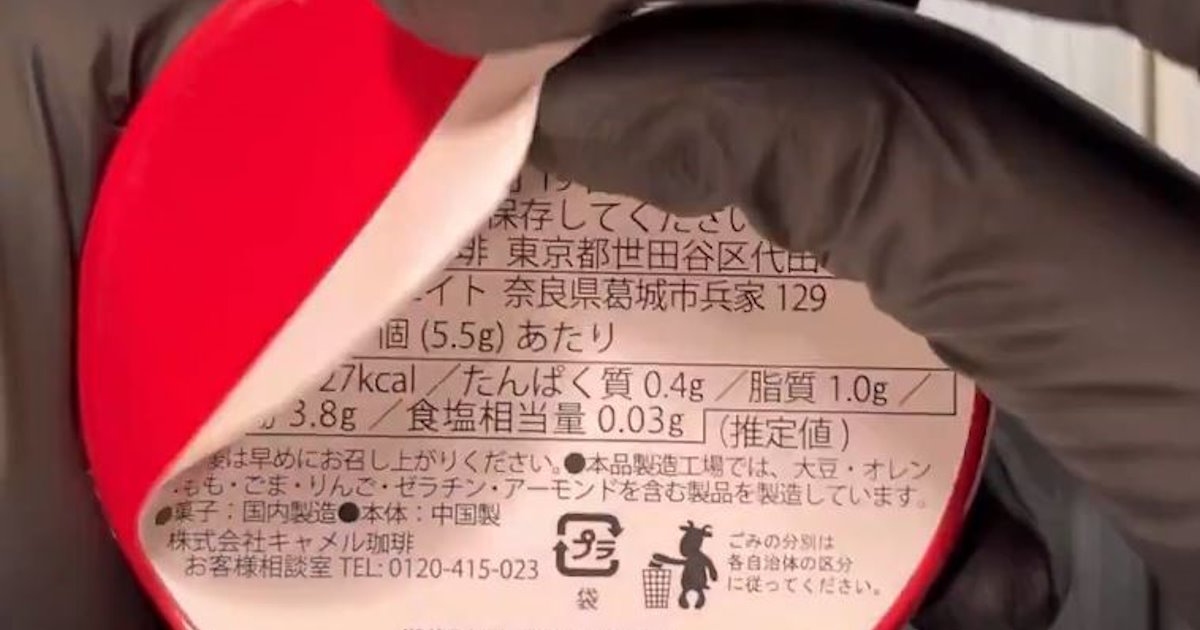 保存してください
琲 東京都世田谷区代田
イト 奈良県葛城市兵家 129
個 (5.5g) あたり
27kcal ／たんぱく質 0.4g ／脂質 1.0g ／
3.8g ／食塩相当量 0.03g (推定値)
後は早めにお召し上がりください。●本品製造工場では、大豆・オレン
もも・ごま・りんご・ゼラチン・アーモンドを含む製品を製造しています。
●菓子：国内製造●本体：中国製
株式会社キャメル珈琲
お客様相談室 TEL: 0120-415-023
プラ
袋
ごみの分別は
各自治体の区分
に従ってください。